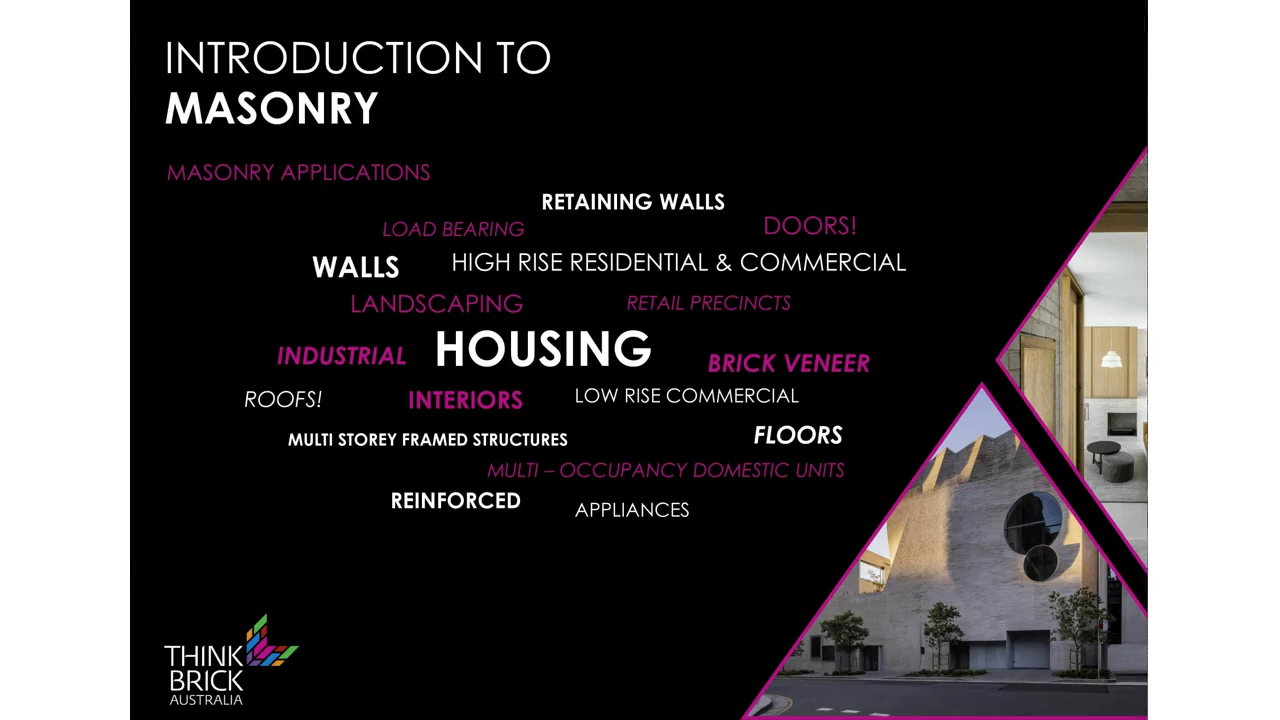 INTRODUCTION TO
MASONRY
MASONRY APPLICATIONS
RETAINING WALLS
LOAD BEARING
DOORS!
WALLS
HIGH RISE RESIDENTIAL & COMMERCIAL
LANDSCAPING
RETAIL PRECINCTS
INDUSTRIAL
HOUSING
BRICK VENEER
ROOFS!
INTERIORS
LOW RISE COMMERCIAL
MULTI STOREY FRAMED STRUCTURES
FLOORS
MULTI – OCCUPANCY DOMESTIC UNITS
REINFORCED
APPLIANCES
THINK
BRICK
AUSTRALIA